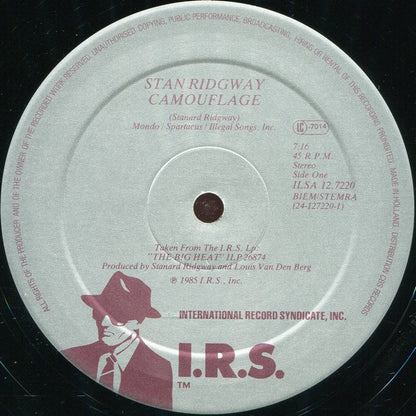 ALL RIGHTS OF THE PRODUCER AND OF THE OWNER OF THE RECORDED WORK RESERVED. UNAUTHORISED COPYING, PUBLIC PERFORMANCE, BROADCASTING, HIRING OR RENTAL OF THIS RECORDING PROHIBITED. MADE IN HOLLAND. DISTRIBUTION CBS RECORDS
STAN RIDGWAY
CAMOUFLAGE
(Stanard Ridgway)
Mondo / Spartacus / Illegal Songs, Inc.
LC-7014
7:16
45 R.P.M.
Stereo
Side One
ILSA 12.7220
BIEM/STEMRA
(24-127220-1)
Taken From The I.R.S. Lp:
"THE BIG HEAT" ILP 26874
Produced by Stanard Ridgway and Louis Van Den Berg
℗ 1985 I.R.S., Inc.
INTERNATIONAL RECORD SYNDICATE, INC.
I.R.S.
TM